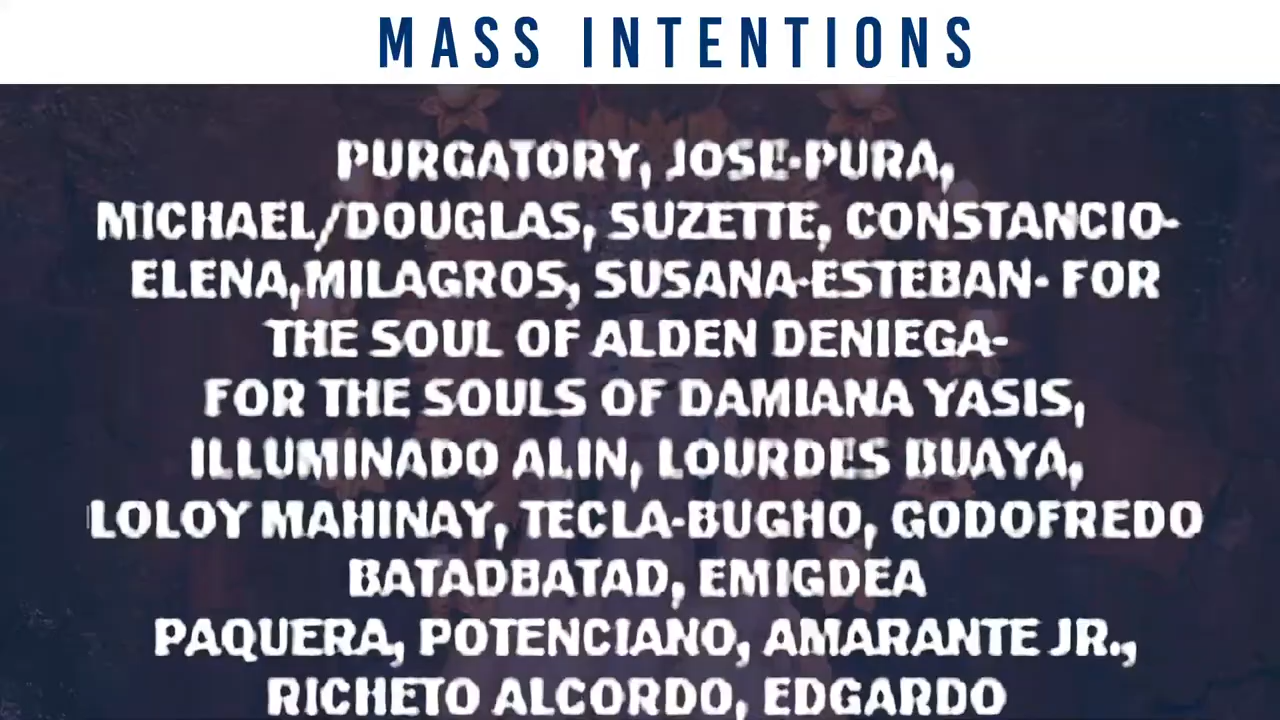 MASS INTENTIONS
PURGATORY, JOSE-PURA,
MICHAEL/DOUGLAS, SUZETTE, CONSTANCIO-
ELENA,MILAGROS, SUSANA-ESTEBAN- FOR
THE SOUL OF ALDEN DENIEGA-
FOR THE SOULS OF DAMIANA YASIS,
ILLUMINADO ALIN, LOURDES BUAYA,
LOLOY MAHINAY, TECLA-BUGHO, GODOFREDO
BATADBATAD, EMIGDEA
PAQUERA, POTENCIANO, AMARANTE JR.,
RICHETO ALCORDO, EDGARDO